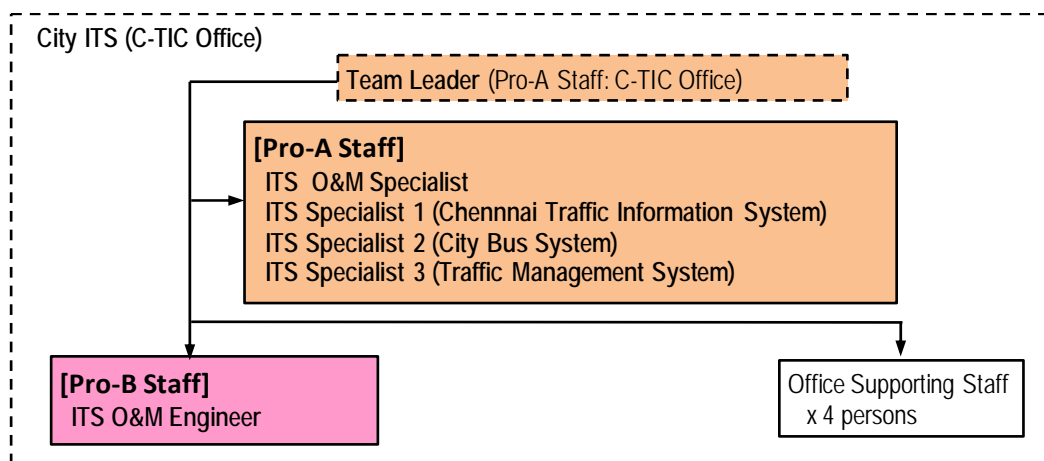 City ITS (C-TIC Office)
Team Leader (Pro-A Staff: C-TIC Office)
[Pro-A Staff]
ITS O&M Specialist
ITS Specialist 1 (Chennnai Traffic Information System)
ITS Specialist 2 (City Bus System)
ITS Specialist 3 (Traffic Management System)
[Pro-B Staff]
ITS O&M Engineer
Office Supporting Staff
x 4 persons